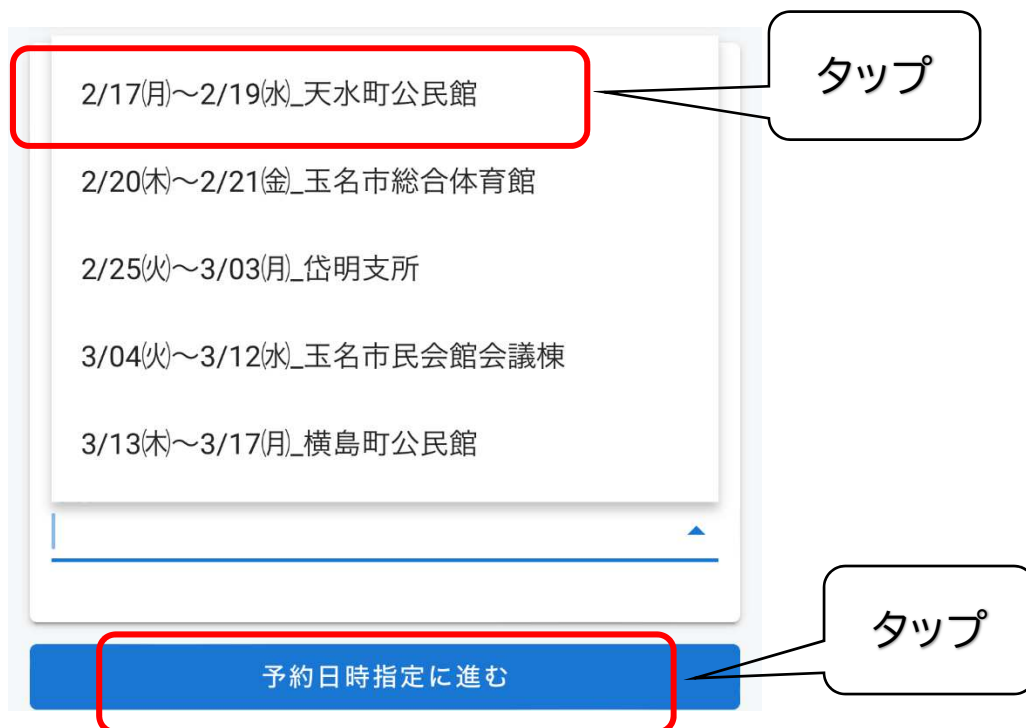 2/17㈪～2/19㈬_天水町公民館
タップ
2/20㈭～2/21㈮_玉名市総合体育館
2/25㈫～3/03㈪_岱明支所
3/04㈫～3/12㈬_玉名市民会館会議棟
3/13㈭～3/17㈪_横島町公民館
タップ
予約日時指定に進む